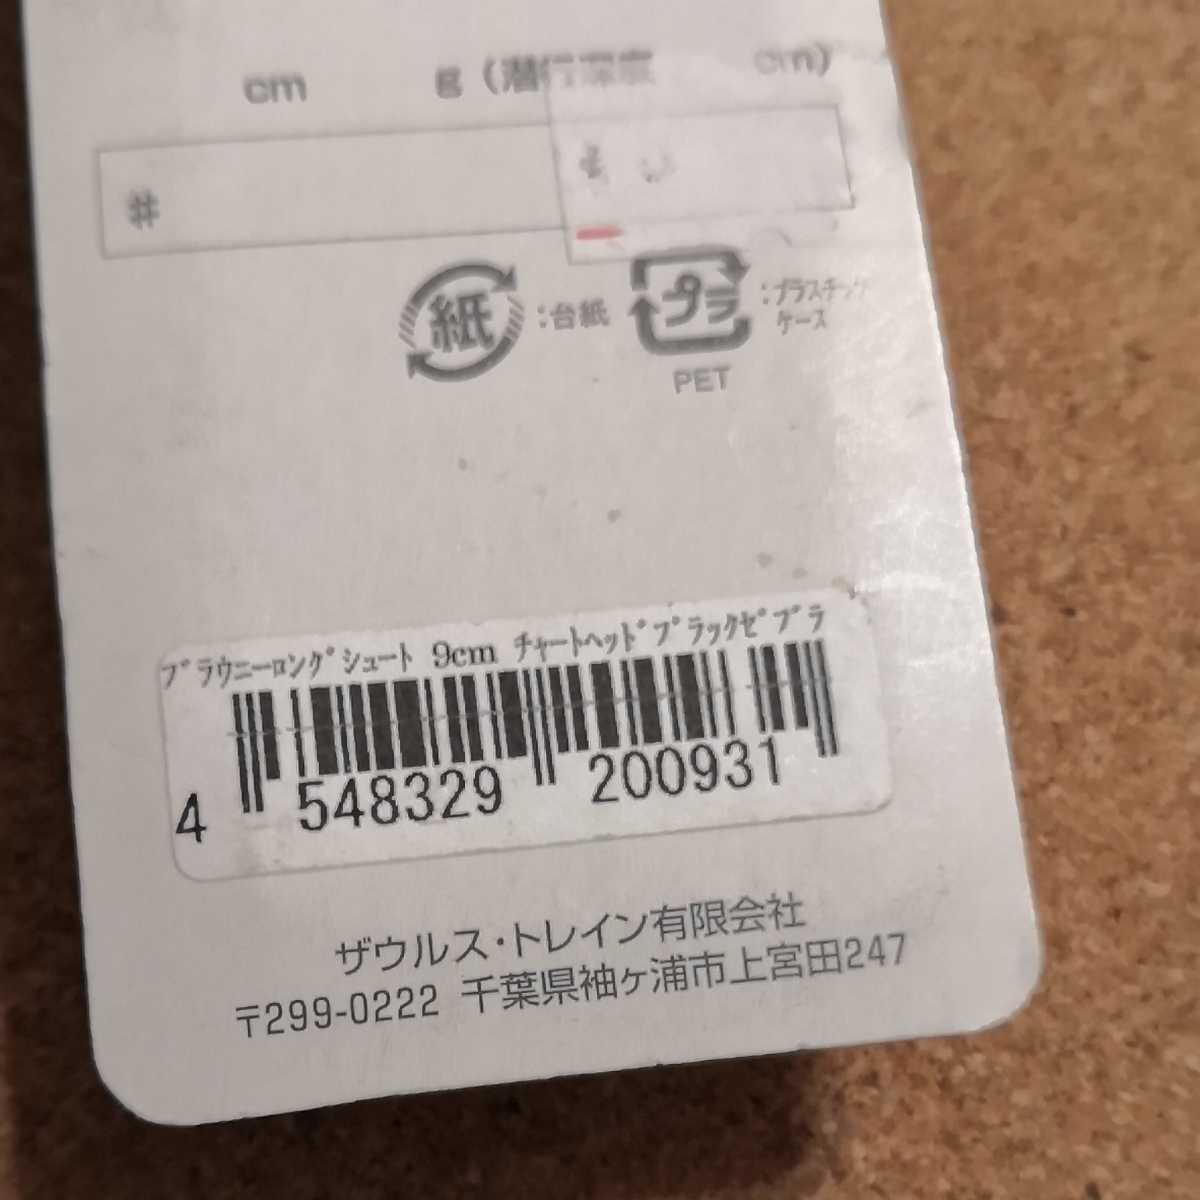 cm g(潜行深度 cm)
#
紙 :台紙 プラ :プラスチック
ケース
PET
ブラウニーロングシュート 9cm チャートヘッドブラックゼブラ
4 548329 200931
ザウルス・トレイン有限会社
〒299-0222 千葉県袖ヶ浦市上宮田247